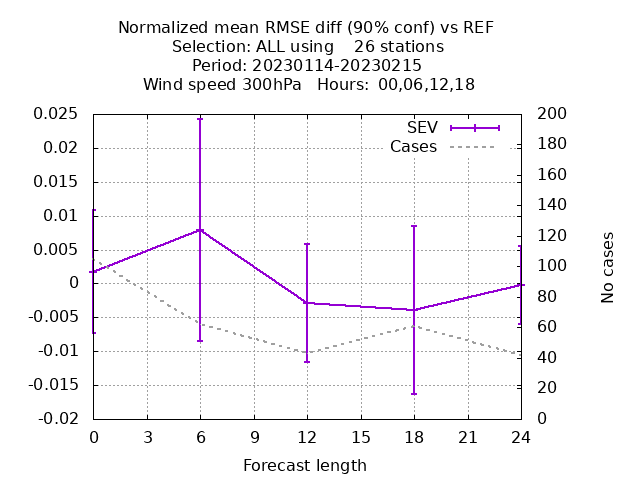 Normalized mean RMSE diff (90% conf) vs REF
Selection: ALL using    26 stations
Period: 20230114-20230215
Wind speed 300hPa   Hours:  00,06,12,18
SEV
Cases
0.025
0.02
0.015
0.01
0.005
0
-0.005
-0.01
-0.015
-0.02
200
180
160
140
120
100
80
60
40
20
0
No cases
0 3 6 9 12 15 18 21 24
Forecast length